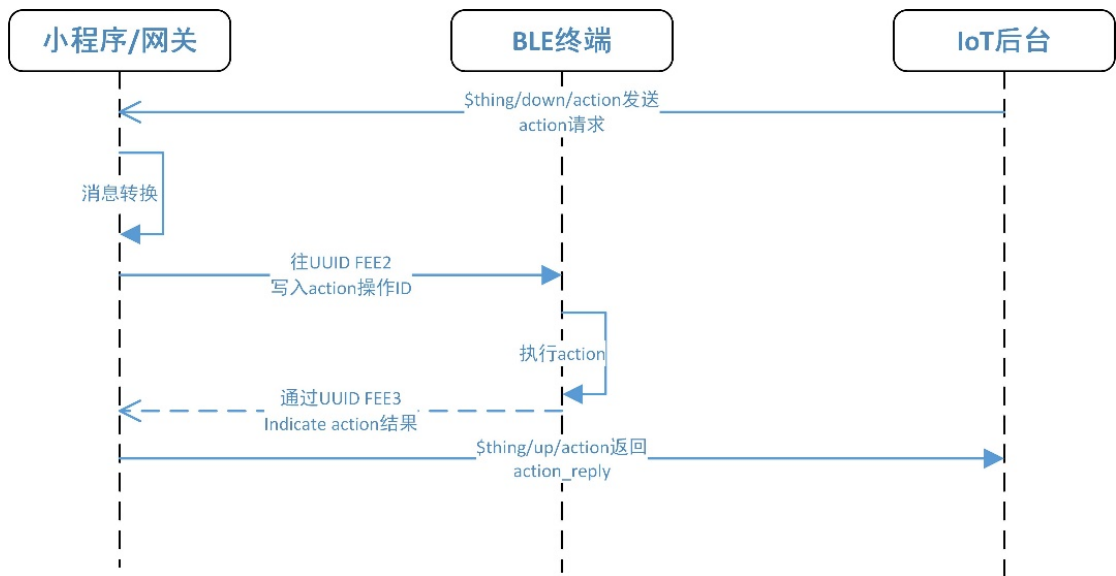 小程序/网关
BLE终端
IoT后台
$thing/down/action发送
action请求
消息转换
往UUID FEE2
写入action操作ID
执行action
通过UUID FEE3
Indicate action结果
$thing/up/action返回
action_reply